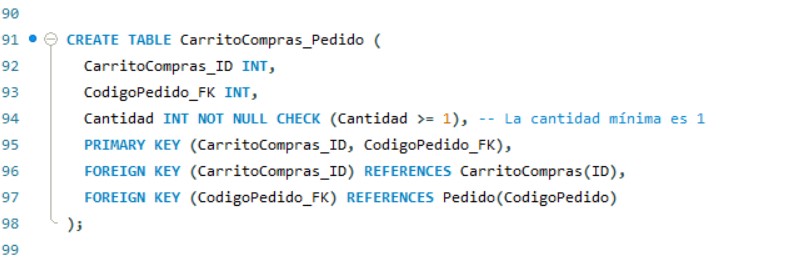 90
91 CREATE TABLE CarritoCompras_Pedido (
92 CarritoCompras_ID INT,
93 CodigoPedido_FK INT,
94 Cantidad INT NOT NULL CHECK (Cantidad >= 1), -- La cantidad mínima es 1
95 PRIMARY KEY (CarritoCompras_ID, CodigoPedido_FK),
96 FOREIGN KEY (CarritoCompras_ID) REFERENCES CarritoCompras(ID),
97 FOREIGN KEY (CodigoPedido_FK) REFERENCES Pedido(CodigoPedido)
98 );
99